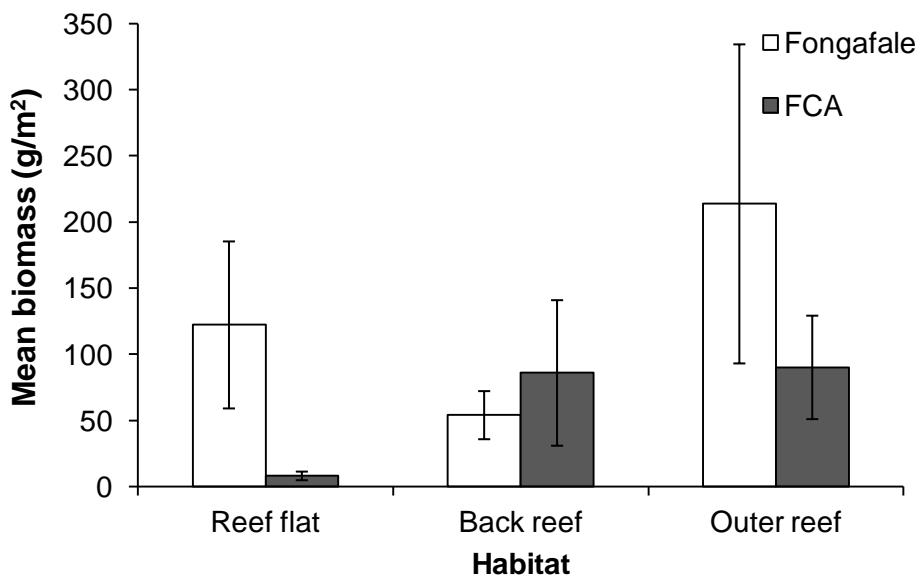 Mean biomass (g/m²)
350
300
250
200
150
100
50
0
Fongafale
FCA
Reef flat
Back reef
Outer reef
Habitat